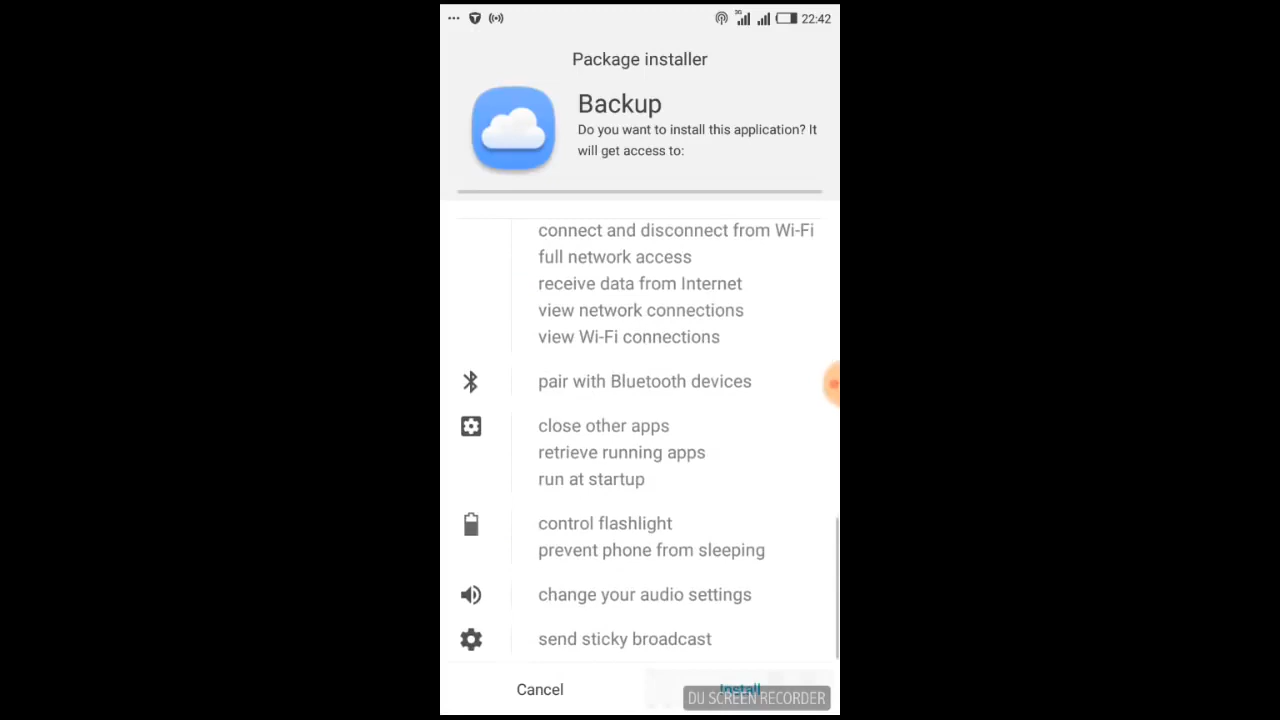 22:42
Package installer
Backup
Do you want to install this application? It
will get access to:
connect and disconnect from Wi-Fi
full network access
receive data from Internet
view network connections
view Wi-Fi connections
pair with Bluetooth devices
close other apps
retrieve running apps
run at startup
control flashlight
prevent phone from sleeping
change your audio settings
send sticky broadcast
Cancel
Install
DU SCREEN RECORDER